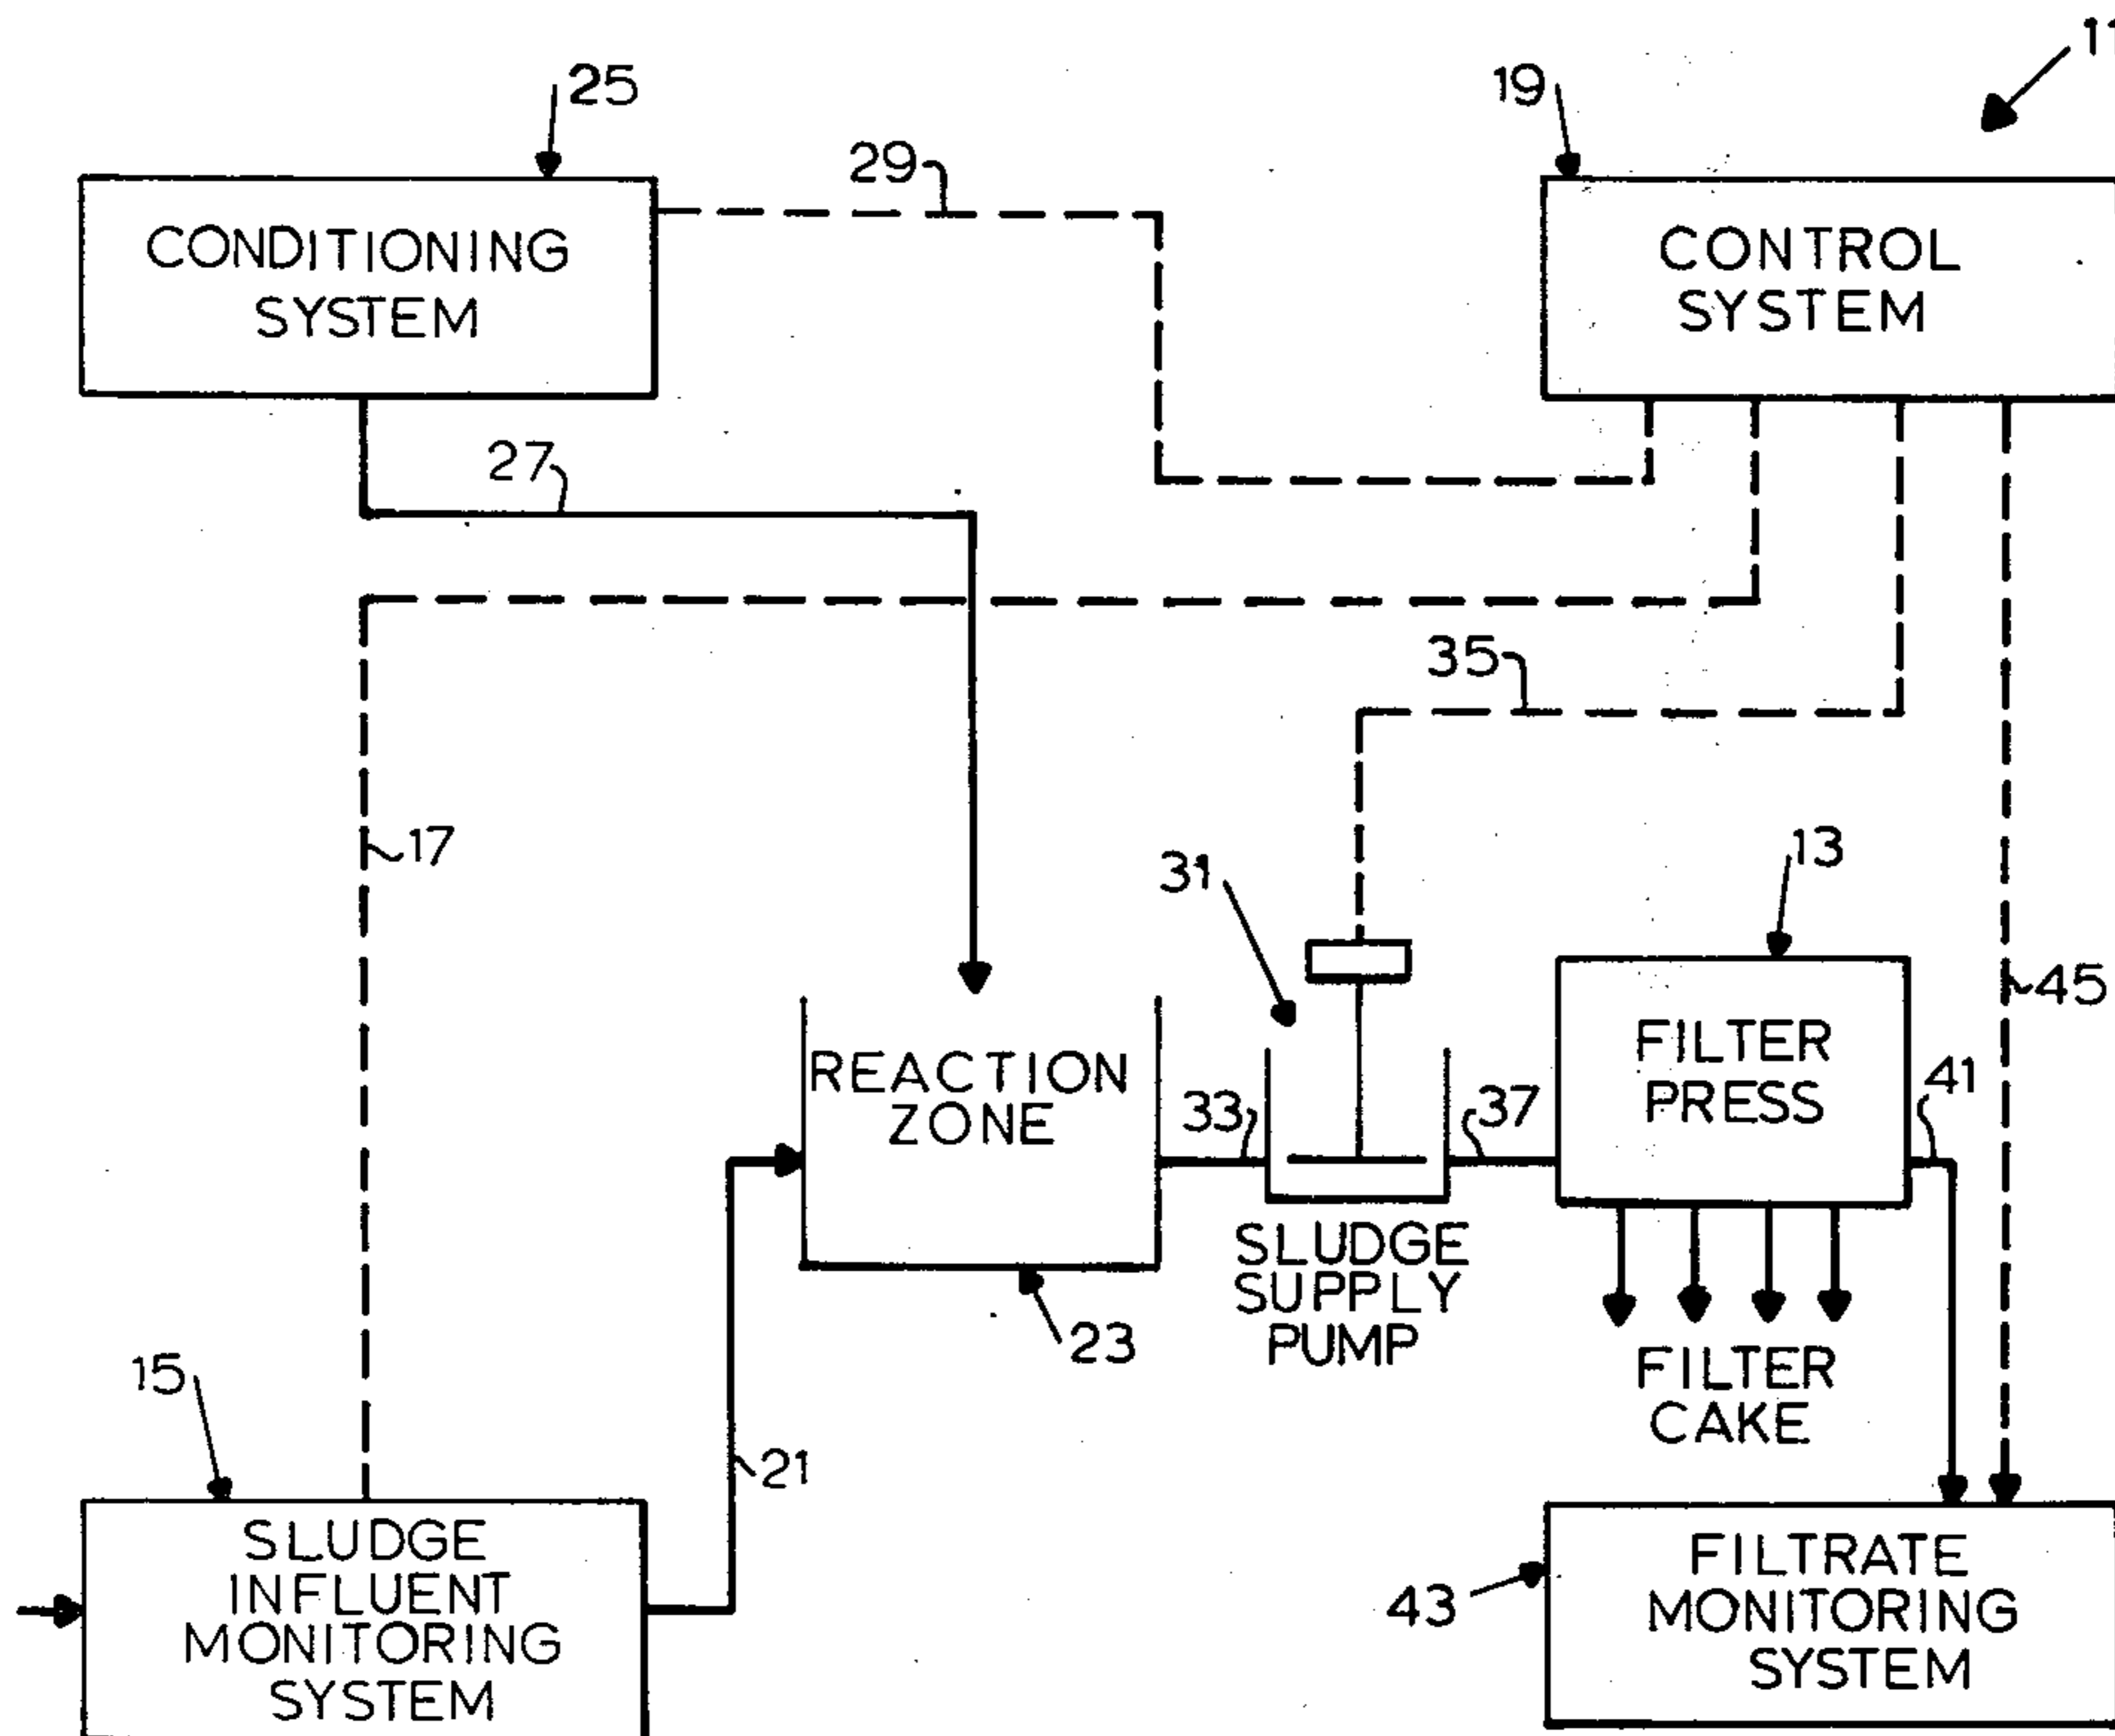 11
25
19
29
CONDITIONING
SYSTEM
CONTROL
SYSTEM
27
35
17
31
13
45
REACTION
ZONE
FILTER
PRESS
33
37
41
SLUDGE
SUPPLY
PUMP
23
FILTER
CAKE
15
21
SLUDGE
INFLUENT
MONITORING
SYSTEM
43
FILTRATE
MONITORING
SYSTEM